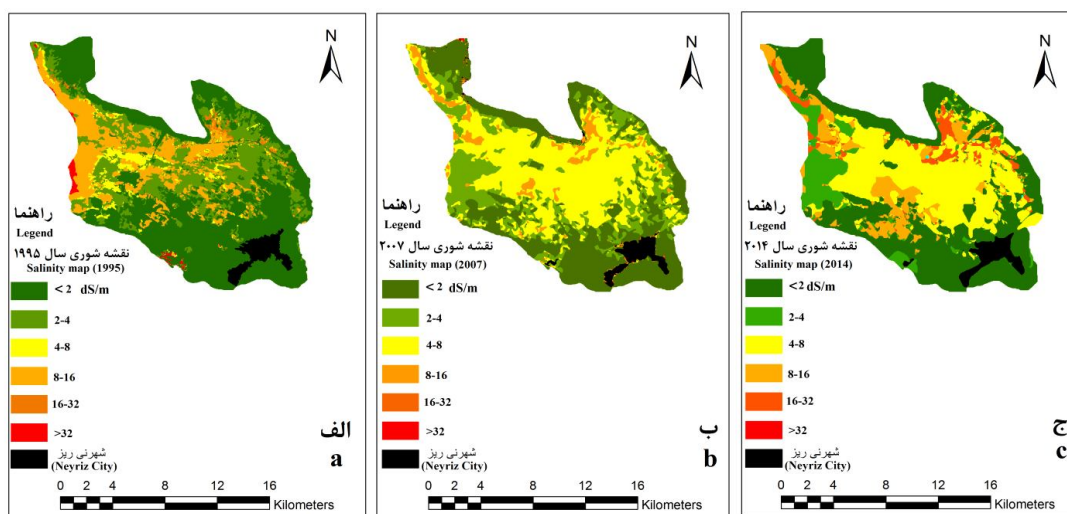 N
راهنما
Legend
نقشه شوری سال ۱۹۹۵
Salinity map (1995)
< 2 dS/m
2-4
4-8
8-16
16-32
>32
شهرنی ریز
(Neyriz City)
الف
a
0 4 8 12 16
Kilometers
N
راهنما
Legend
نقشه شوری سال ۲۰۰۷
Salinity map (2007)
< 2 dS/m
2-4
4-8
8-16
16-32
>32
شهرنی ریز
(Neyriz City)
ب
b
0 4 8 12 16
Kilometers
N
راهنما
Legend
نقشه شوری سال ۲۰۱۴
Salinity map (2014)
<2 dS/m
2-4
4-8
8-16
16-32
>32
شهرنی ریز
(Neyriz City)
ج
c
0 4 8 12 16
Kilometers